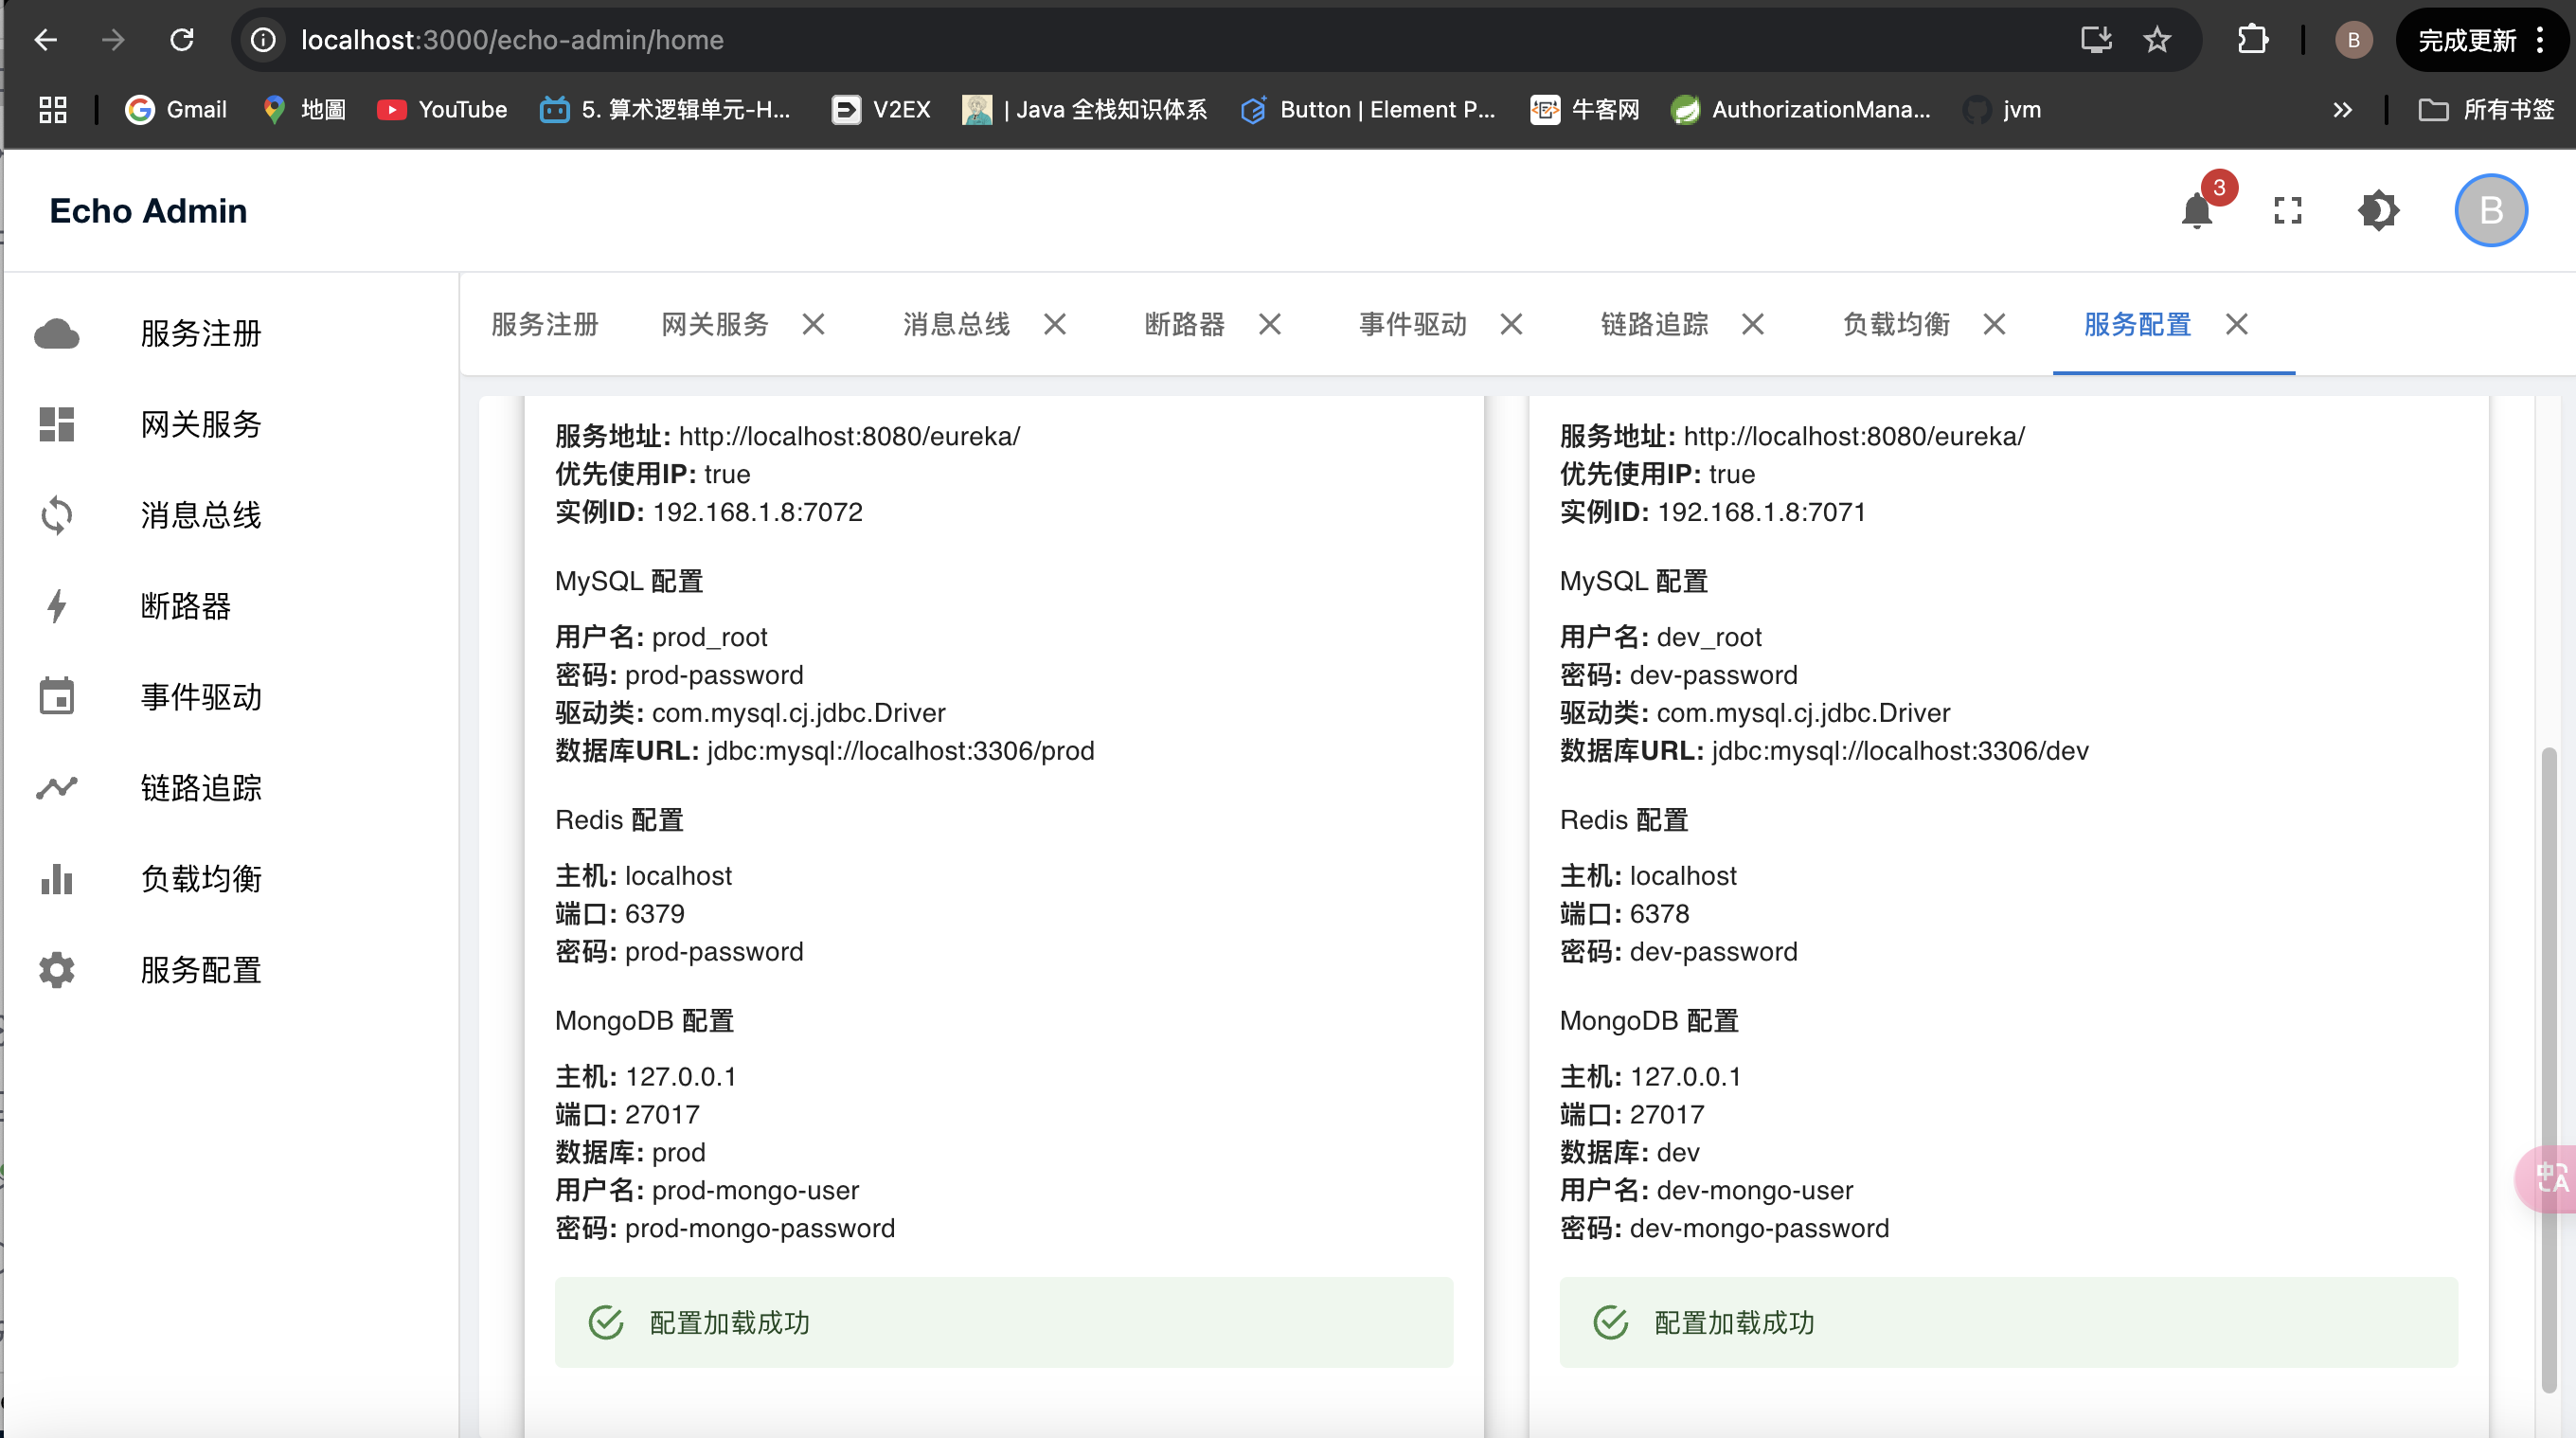 localhost:3000/echo-admin/home
B
完成更新
Gmail
地圖
YouTube
5. 算术逻辑单元-H...
V2EX
| Java 全栈知识体系
Button | Element P...
牛客网
AuthorizationMana...
jvm
所有书签
Echo Admin
3
B
服务注册
网关服务
消息总线
断路器
事件驱动
链路追踪
负载均衡
服务配置
服务注册
网关服务
消息总线
断路器
事件驱动
链路追踪
负载均衡
服务配置
服务地址: http://localhost:8080/eureka/
优先使用IP: true
实例ID: 192.168.1.8:7072
MySQL 配置
用户名: prod_root
密码: prod-password
驱动类: com.mysql.cj.jdbc.Driver
数据库URL: jdbc:mysql://localhost:3306/prod
Redis 配置
主机: localhost
端口: 6379
密码: prod-password
MongoDB 配置
主机: 127.0.0.1
端口: 27017
数据库: prod
用户名: prod-mongo-user
密码: prod-mongo-password
配置加载成功
服务地址: http://localhost:8080/eureka/
优先使用IP: true
实例ID: 192.168.1.8:7071
MySQL 配置
用户名: dev_root
密码: dev-password
驱动类: com.mysql.cj.jdbc.Driver
数据库URL: jdbc:mysql://localhost:3306/dev
Redis 配置
主机: localhost
端口: 6378
密码: dev-password
MongoDB 配置
主机: 127.0.0.1
端口: 27017
数据库: dev
用户名: dev-mongo-user
密码: dev-mongo-password
配置加载成功
中A